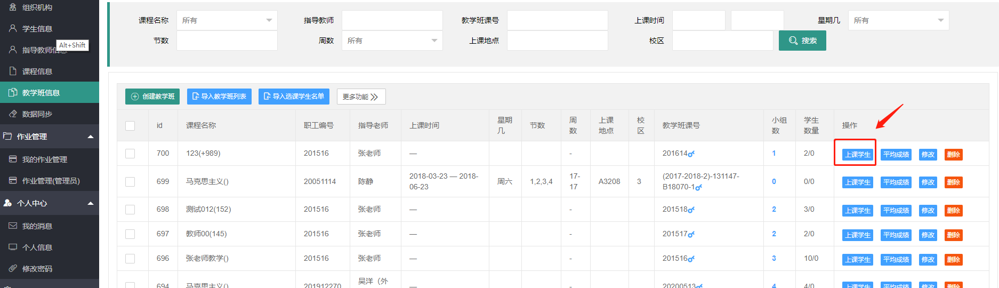 组织机构
学生信息
指导教师信息
Alt+Shift
课程信息
教学班信息
数据同步
作业管理
我的作业管理
作业管理(管理员)
个人中心
我的消息
个人信息
修改密码
课程名称 所有 指导教师 教学班课号 上课时间 星期几 所有
节数 周数 所有 上课地点 校区 搜索
创建教学班 导入教学班列表 导入选课学生名单 更多功能
id 课程名称 职工编号 指导老师 上课时间 星期几 节数 周数 上课地点 校区 教学班课号 小组数 学生数量 操作
700 123(+989) 201516 张老师 — - 201614 1 2/0 上课学生 平均成绩 修改 删除
699 马克思主义() 20051114 陈静 2018-03-23 — 2018-06-23 周六 1,2,3,4 17-17 A3208 3 (2017-2018-2)-131147-B18070-1 0 0/0 上课学生 平均成绩 修改 删除
698 测试012(152) 201516 张老师 — - 201518 2 3/0 上课学生 平均成绩 修改 删除
697 教师00(145) 201516 张老师 — - 201517 2 2/0 上课学生 平均成绩 修改 删除
696 张老师教学() 201516 张老师 — - 201516 3 10/0 上课学生 平均成绩 修改 删除
694 马克思主义() 201912270 吴洋（外 — - 20200513 4 4/0 上课学生 平均成绩 修改 删除